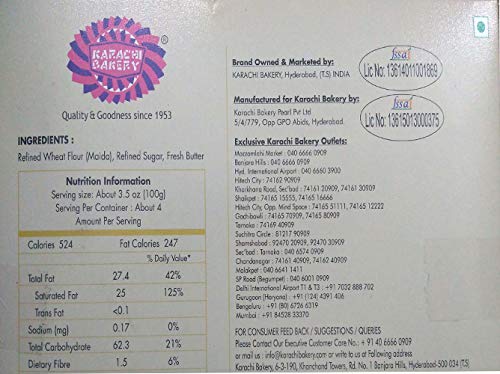 KARACHI
BAKERY
Quality & Goodness since 1953
INGREDIENTS :
Refined Wheat Flour (Maida), Refined Sugar, Fresh Butter
Nutrition Information
Serving size: About 3.5 oz (100g)
Serving Per Container : About 4
Amount Per Serving
Calories 524 Fat Calories 247
% Daily Value*
Total Fat 27.4 42%
Saturated Fat 25 125%
Trans Fat <0.1
Sodium (mg) 0.17 0%
Total Carbohydrate 62.3 21%
Dietary Fibre 1.5 6%
Brand Owned & Marketed by:
KARACHI BAKERY, Hyderabad, (T.S) INDIA
fssai
Lic No: 13614011001869
Manufactured for Karachi Bakery by:
Karachi Bakery Pearl Pvt Ltd
5/4/779, Opp GPO Abids, Hyderabad.
fssai
Lic No: 13615013000375
Exclusive Karachi Bakery Outlets:
Mozzamjahi Market : 040 6666 0909
Banjara Hills : 040 6666 0909
Hyd. International Airport : 040 6660 3900
Hitech City : 74162 90909
Kharkhana Road, Sec'bad : 74161 20909/ 30909
Shaikpet : 74165 15555, 74165 16666
Hitech City, Opp. Mind Space : 74165 51111, 74165 12222
Gachibowli : 74165 70909, 74165 80909
Tarnaka : 74169 40909
Suchitra Circle : 81217 90909
Shamshabad : 92470 20909, 92470 30909
Sec'bad : Tarnaka : 040 6574 0909
Chandanagar : 74161 40909, 74162 40909
Malakpet : 040 6641 1411
SP Road (Begumpet) : 040 6001 0909
Delhi International Airport T1 & T3 : +91 7032 888 702
Gurugaon (Haryana) : +91 (124) 4391 406
Bengaluru : +91 (80) 6726 6319
Mumbai : +91 84528 33370
FOR CONSUMER FEED BACK / SUGGESTIONS / QUERIES
Please Contact Our Executive Customer Care No.: + 91 40 6666 0909
or mail us : info@karachibakery.com or write to us at following address
Karachi Bakery, 6-3-190, Khanchand Towers, Rd. No. 1 Banjara Hills, Hyderabad-500 034 (T.S)